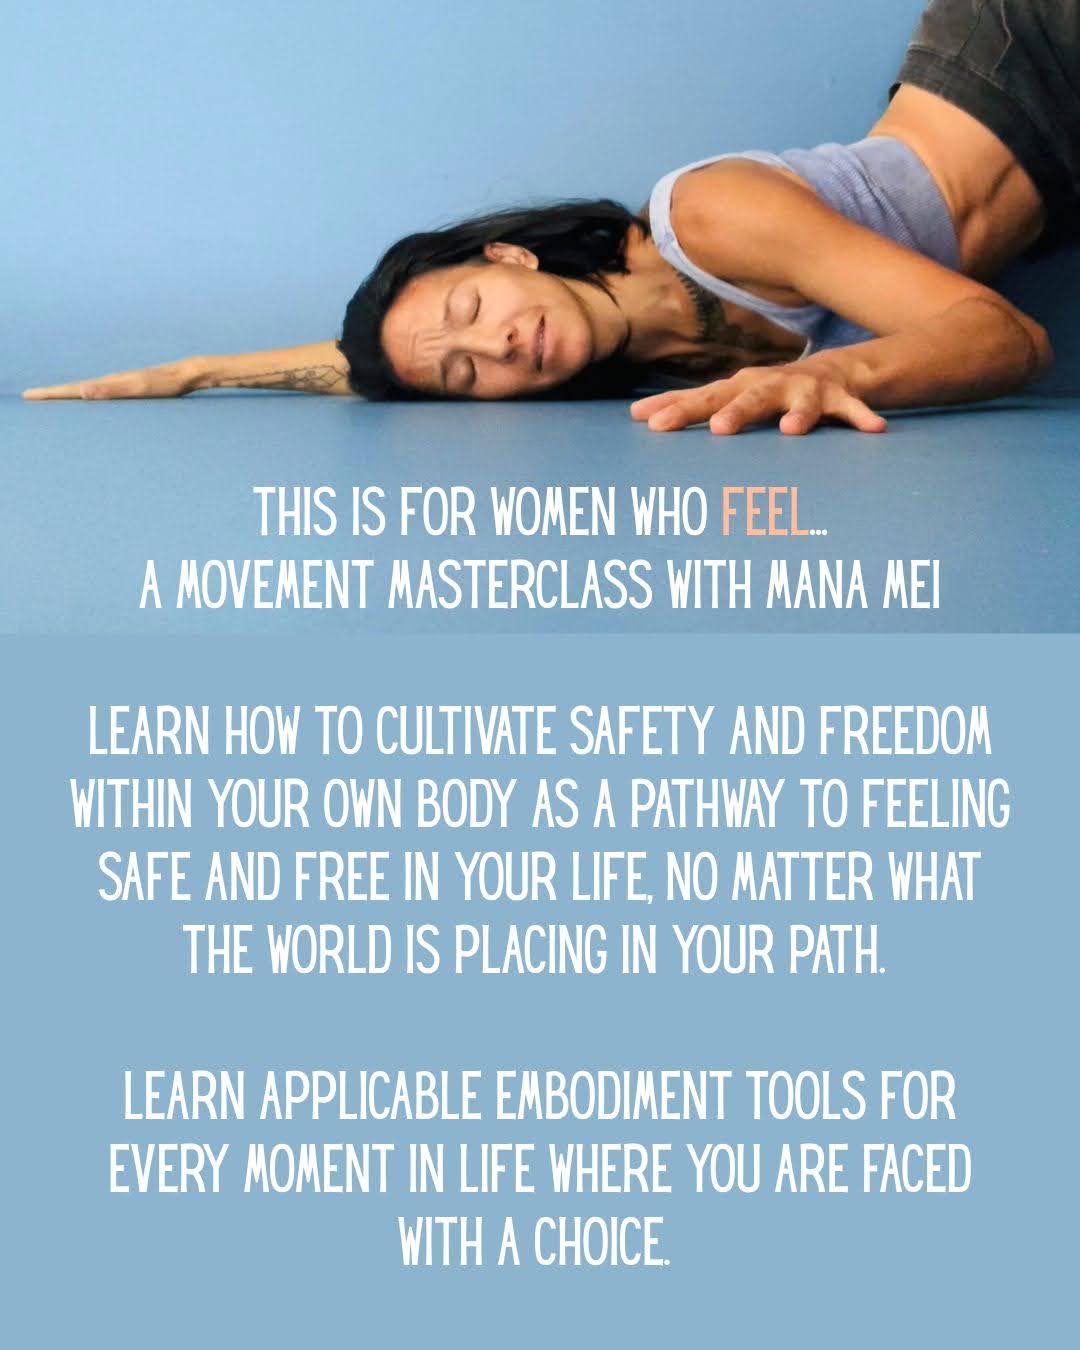 THIS IS FOR WOMEN WHO FEEL...
A MOVEMENT MASTERCLASS WITH MANA MEI
LEARN HOW TO CULTIVATE SAFETY AND FREEDOM
WITHIN YOUR OWN BODY AS A PATHWAY TO FEELING
SAFE AND FREE IN YOUR LIFE, NO MATTER WHAT
THE WORLD IS PLACING IN YOUR PATH.
LEARN APPLICABLE EMBODIMENT TOOLS FOR
EVERY MOMENT IN LIFE WHERE YOU ARE FACED
WITH A CHOICE.